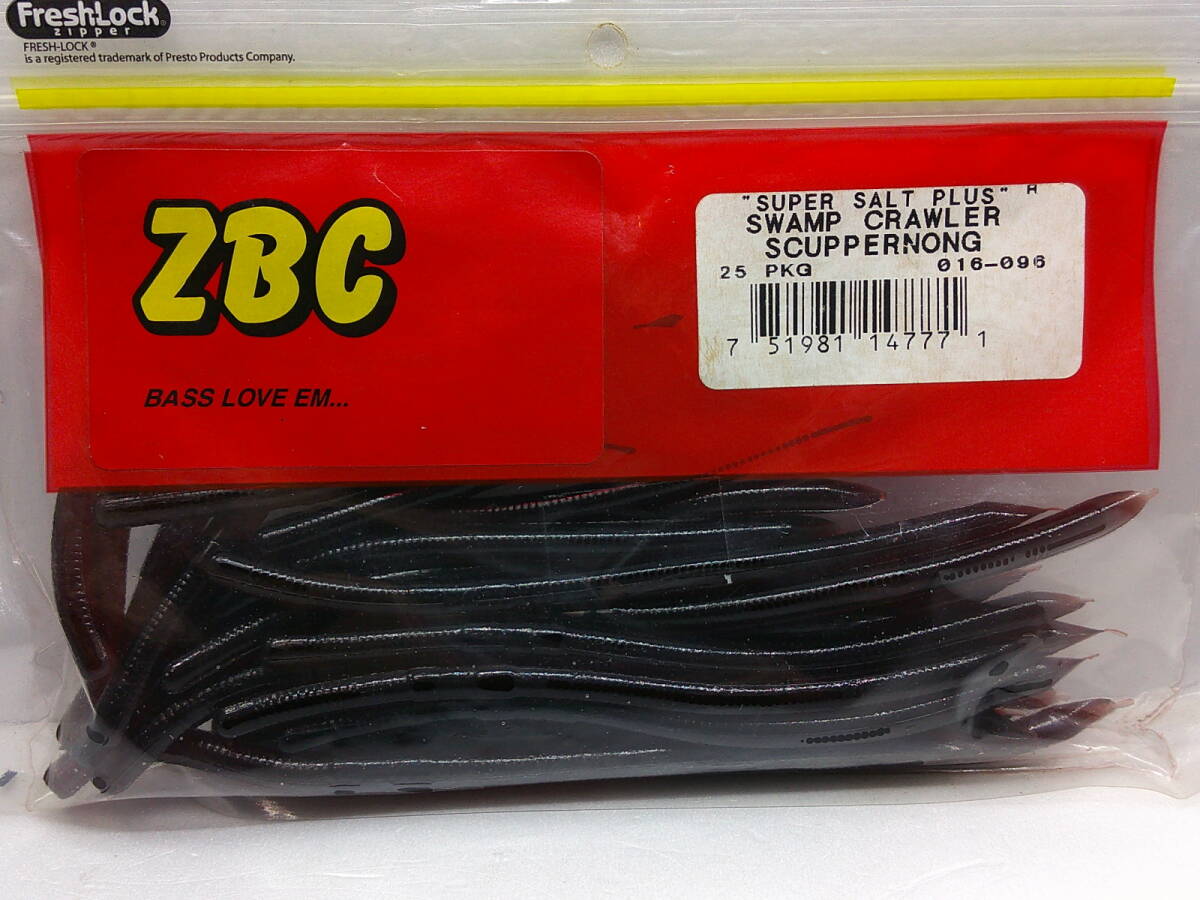 FreshLock
zipper
FRESH-LOCK®
is a registered trademark of Presto Products Company.
ZBC
BASS LOVE EM...
"SUPER SALT PLUS" H
SWAMP CRAWLER
SCUPPERNONG
25 PKG 016-096
7 51981 14777 1